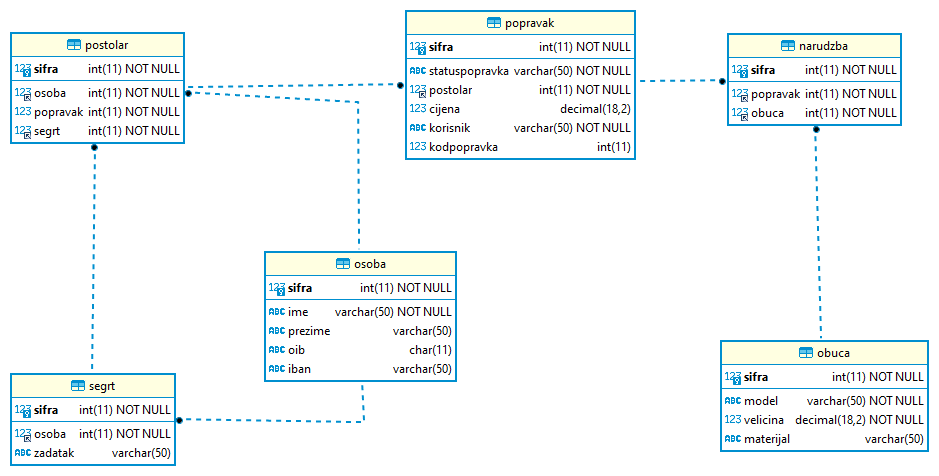 postolar
123 sifra int(11) NOT NULL
123 osoba int(11) NOT NULL
123 popravak int(11) NOT NULL
123 segrt int(11) NOT NULL
popravak
123 sifra int(11) NOT NULL
ABC statuspopravka varchar(50) NOT NULL
123 postolar int(11) NOT NULL
123 cijena decimal(18,2)
ABC korisnik varchar(50) NOT NULL
123 kodpopravka int(11)
narudzba
123 sifra int(11) NOT NULL
123 popravak int(11) NOT NULL
123 obuca int(11) NOT NULL
osoba
123 sifra int(11) NOT NULL
ABC ime varchar(50) NOT NULL
ABC prezime varchar(50)
ABC oib char(11)
ABC iban varchar(50)
segrt
123 sifra int(11) NOT NULL
123 osoba int(11) NOT NULL
ABC zadatak varchar(50)
obuca
123 sifra int(11) NOT NULL
ABC model varchar(50) NOT NULL
123 velicina decimal(18,2) NOT NULL
ABC materijal varchar(50)